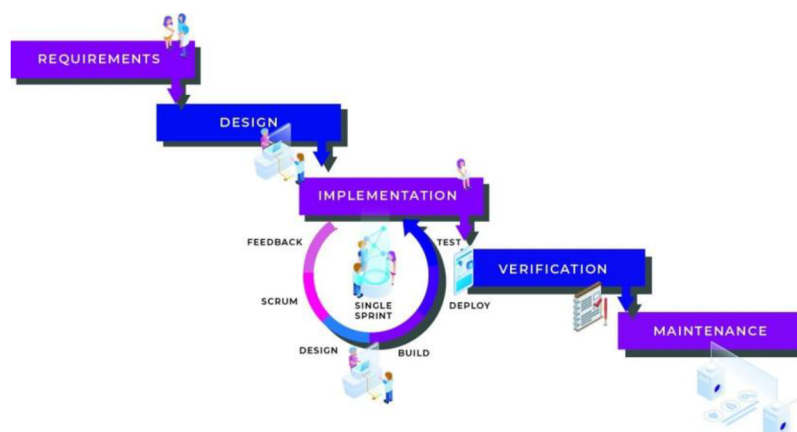 REQUIREMENTS
DESIGN
IMPLEMENTATION
FEEDBACK
TEST
VERIFICATION
SCRUM
SINGLE
SPRINT
DEPLOY
DESIGN
BUILD
MAINTENANCE